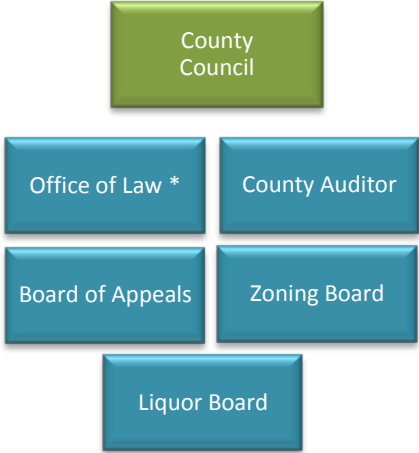 County
Council
Office of Law *
County Auditor
Board of Appeals
Zoning Board
Liquor Board